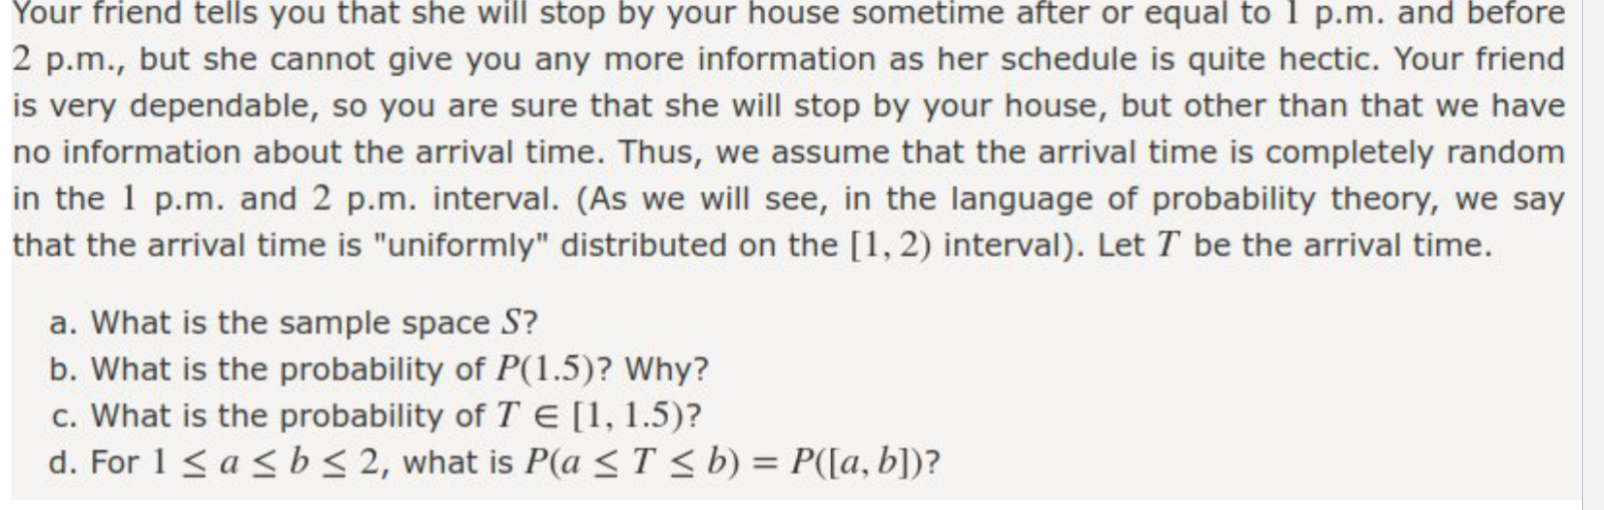 Your friend tells you that she will stop by your house sometime after or equal to 1 p.m. and before
2 p.m., but she cannot give you any more information as her schedule is quite hectic. Your friend
is very dependable, so you are sure that she will stop by your house, but other than that we have
no information about the arrival time. Thus, we assume that the arrival time is completely random
in the 1 p.m. and 2 p.m. interval. (As we will see, in the language of probability theory, we say
that the arrival time is "uniformly" distributed on the [1, 2) interval). Let T be the arrival time.
a. What is the sample space S?
b. What is the probability of P(1.5)? Why?
c. What is the probability of T ∈ [1, 1.5)?
d. For 1 ≤ a ≤ b ≤ 2, what is P(a ≤ T ≤ b) = P([a, b])?